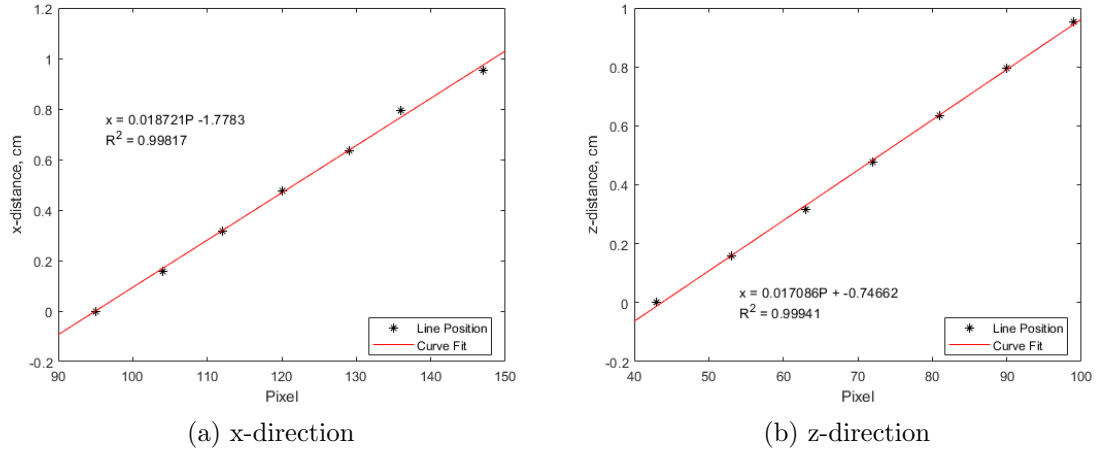 1.2
1
0.8
0.6
0.4
0.2
0
-0.2
x-distance, cm
x = 0.018721P -1.7783
R² = 0.99817
Line Position
Curve Fit
90 100 110 120 130 140 150
Pixel
(a) x-direction
1
0.8
0.6
0.4
0.2
0
-0.2
z-distance, cm
x = 0.017086P + -0.74662
R² = 0.99941
Line Position
Curve Fit
40 50 60 70 80 90 100
Pixel
(b) z-direction